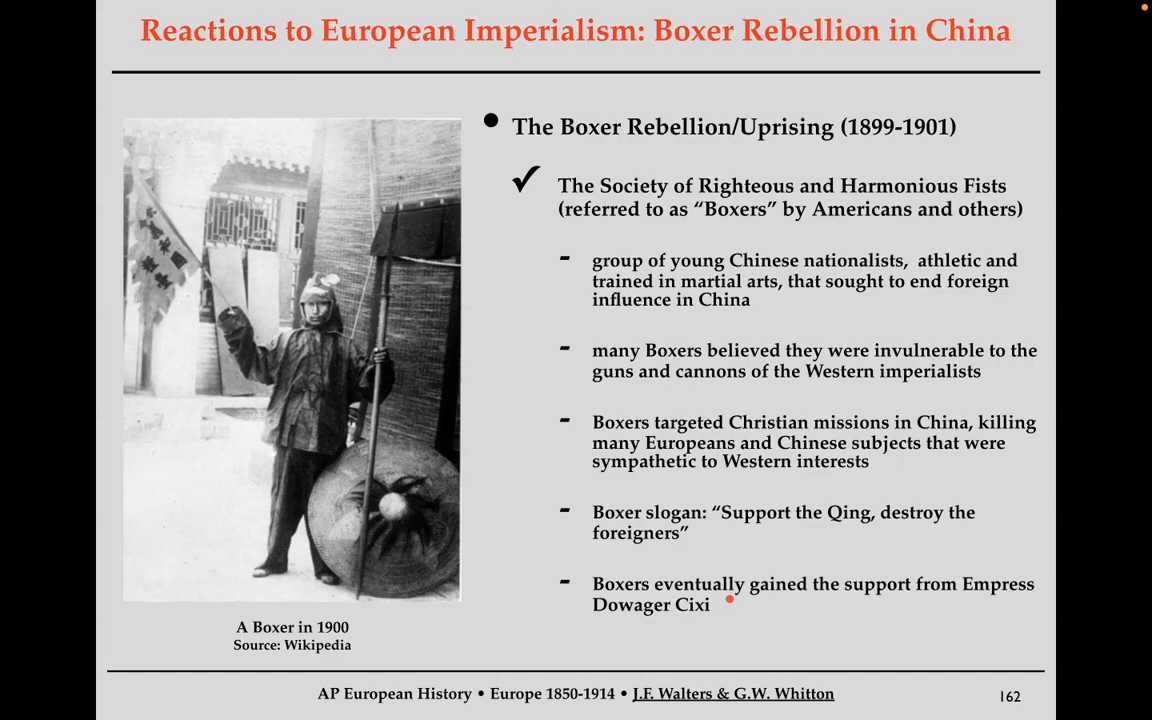 Reactions to European Imperialism: Boxer Rebellion in China
• The Boxer Rebellion/Uprising (1899-1901)
✓ The Society of Righteous and Harmonious Fists
(referred to as “Boxers” by Americans and others)
- group of young Chinese nationalists, athletic and
trained in martial arts, that sought to end foreign
influence in China
- many Boxers believed they were invulnerable to the
guns and cannons of the Western imperialists
- Boxers targeted Christian missions in China, killing
many Europeans and Chinese subjects that were
sympathetic to Western interests
- Boxer slogan: “Support the Qing, destroy the
foreigners”
- Boxers eventually gained the support from Empress
Dowager Cixi
A Boxer in 1900
Source: Wikipedia
AP European History • Europe 1850-1914 • J.F. Walters & G.W. Whitton
162